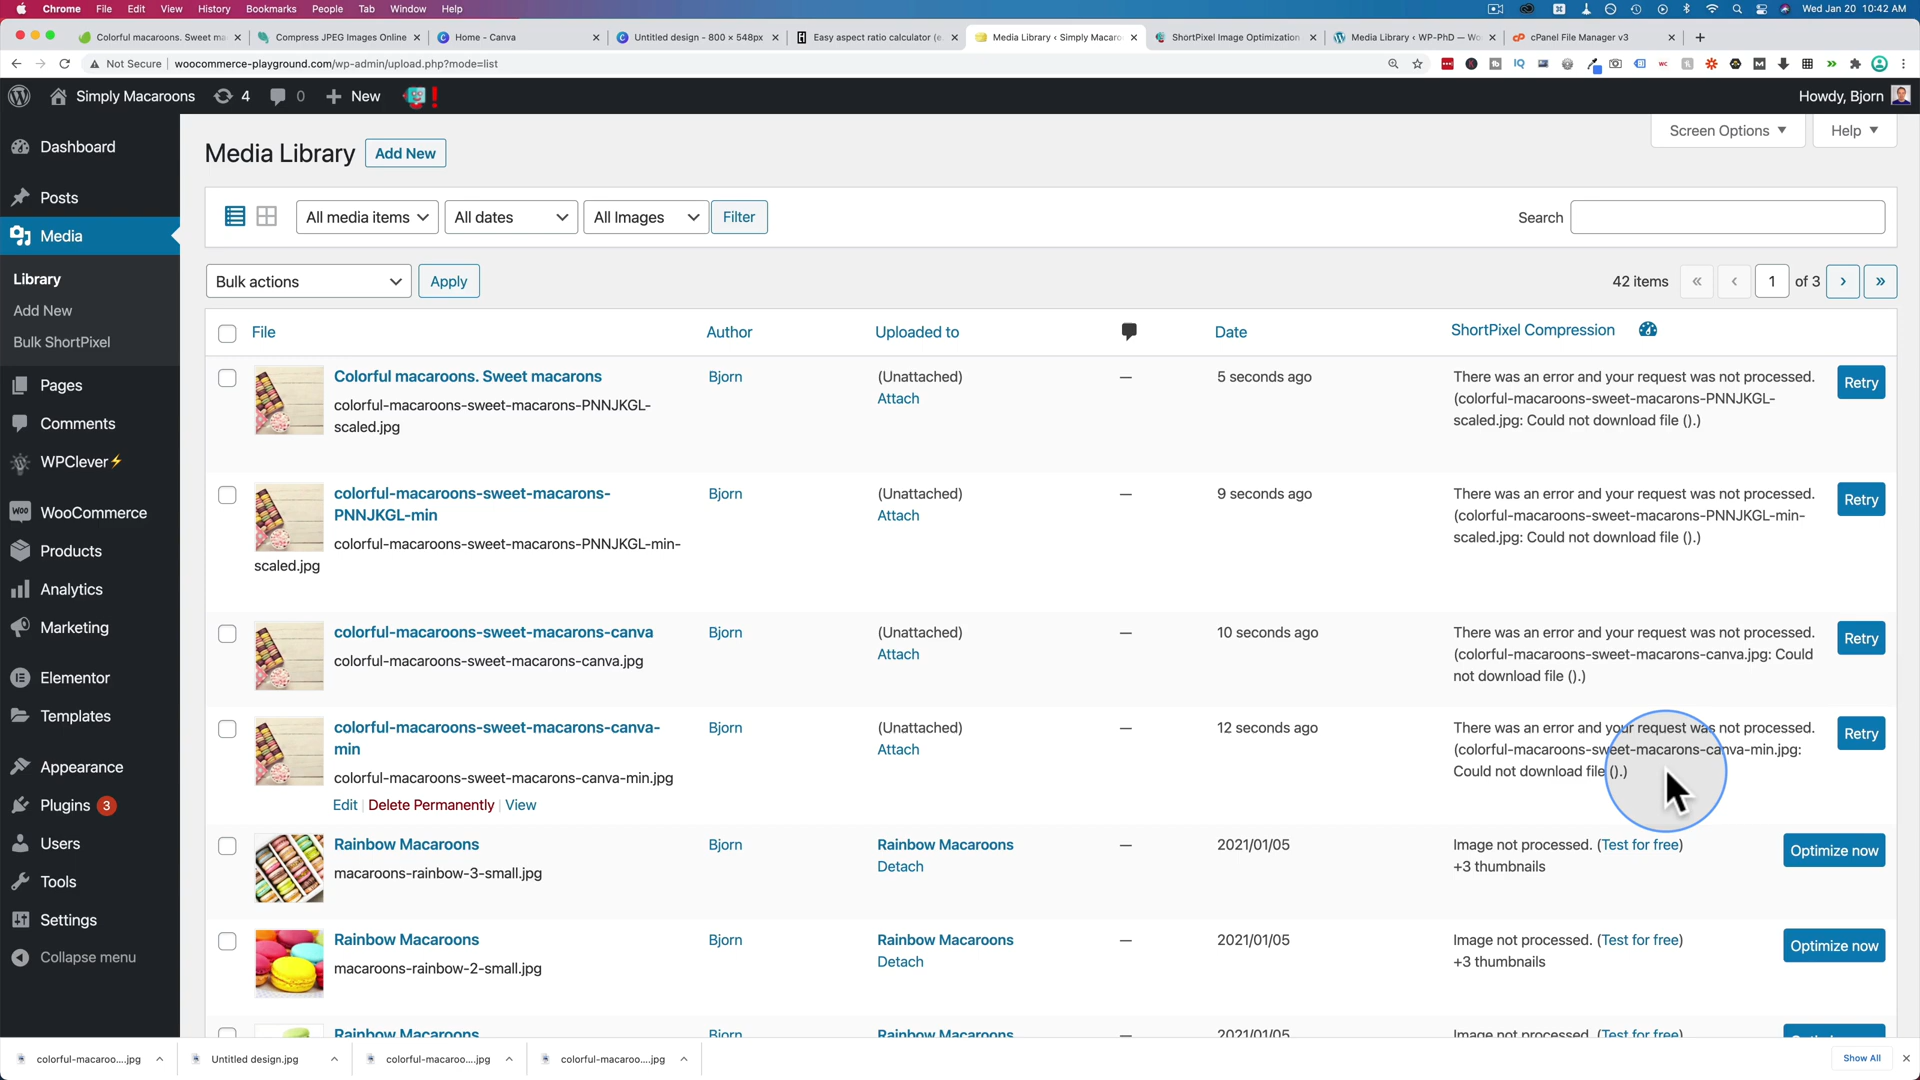 Chrome File Edit View History Bookmarks People Tab Window Help
Wed Jan 20 10:42 AM
Colorful macaroons. Sweet ma
Compress JPEG Images Online
Home - Canva
Untitled design - 800 × 548px
Easy aspect ratio calculator (e.
Media Library ‹ Simply Macaro
ShortPixel Image Optimization
Media Library ‹ WP-PhD — Wo
cPanel File Manager v3
Not Secure | woocommerce-playground.com/wp-admin/upload.php?mode=list
Simply Macaroons 4 0 + New
Howdy, Bjorn
Dashboard
Posts
Media
Library
Add New
Bulk ShortPixel
Pages
Comments
WPClever⚡
WooCommerce
Products
Analytics
Marketing
Elementor
Templates
Appearance
Plugins 3
Users
Tools
Settings
Collapse menu
Screen Options Help
Media Library Add New
All media items All dates All Images Filter
Search
Bulk actions Apply
42 items « ‹ 1 of 3 › »
File Author Uploaded to Date ShortPixel Compression
Colorful macaroons. Sweet macarons
colorful-macaroons-sweet-macarons-PNNJKGL-
scaled.jpg
Bjorn
(Unattached)
Attach
—
5 seconds ago
There was an error and your request was not processed.
(colorful-macaroons-sweet-macarons-PNNJKGL-
scaled.jpg: Could not download file ().)
Retry
colorful-macaroons-sweet-macarons-
PNNJKGL-min
colorful-macaroons-sweet-macarons-PNNJKGL-min-
scaled.jpg
Bjorn
(Unattached)
Attach
—
9 seconds ago
There was an error and your request was not processed.
(colorful-macaroons-sweet-macarons-PNNJKGL-min-
scaled.jpg: Could not download file ().)
Retry
colorful-macaroons-sweet-macarons-canva
colorful-macaroons-sweet-macarons-canva.jpg
Bjorn
(Unattached)
Attach
—
10 seconds ago
There was an error and your request was not processed.
(colorful-macaroons-sweet-macarons-canva.jpg: Could
not download file ().)
Retry
colorful-macaroons-sweet-macarons-canva-
min
colorful-macaroons-sweet-macarons-canva-min.jpg
Edit | Delete Permanently | View
Bjorn
(Unattached)
Attach
—
12 seconds ago
There was an error and your request was not processed.
(colorful-macaroons-sweet-macarons-canva-min.jpg:
Could not download file ().)
Retry
Rainbow Macaroons
macaroons-rainbow-3-small.jpg
Bjorn
Rainbow Macaroons
Detach
—
2021/01/05
Image not processed. (Test for free)
+3 thumbnails
Optimize now
Rainbow Macaroons
macaroons-rainbow-2-small.jpg
Bjorn
Rainbow Macaroons
Detach
—
2021/01/05
Image not processed. (Test for free)
+3 thumbnails
Optimize now
Rainbow Macaroons
Bjorn
Rainbow Macaroons
—
2021/01/05
Image not processed. (Test for free)
colorful-macaroo....jpg
Untitled design.jpg
colorful-macaroo....jpg
colorful-macaroo....jpg
Show All